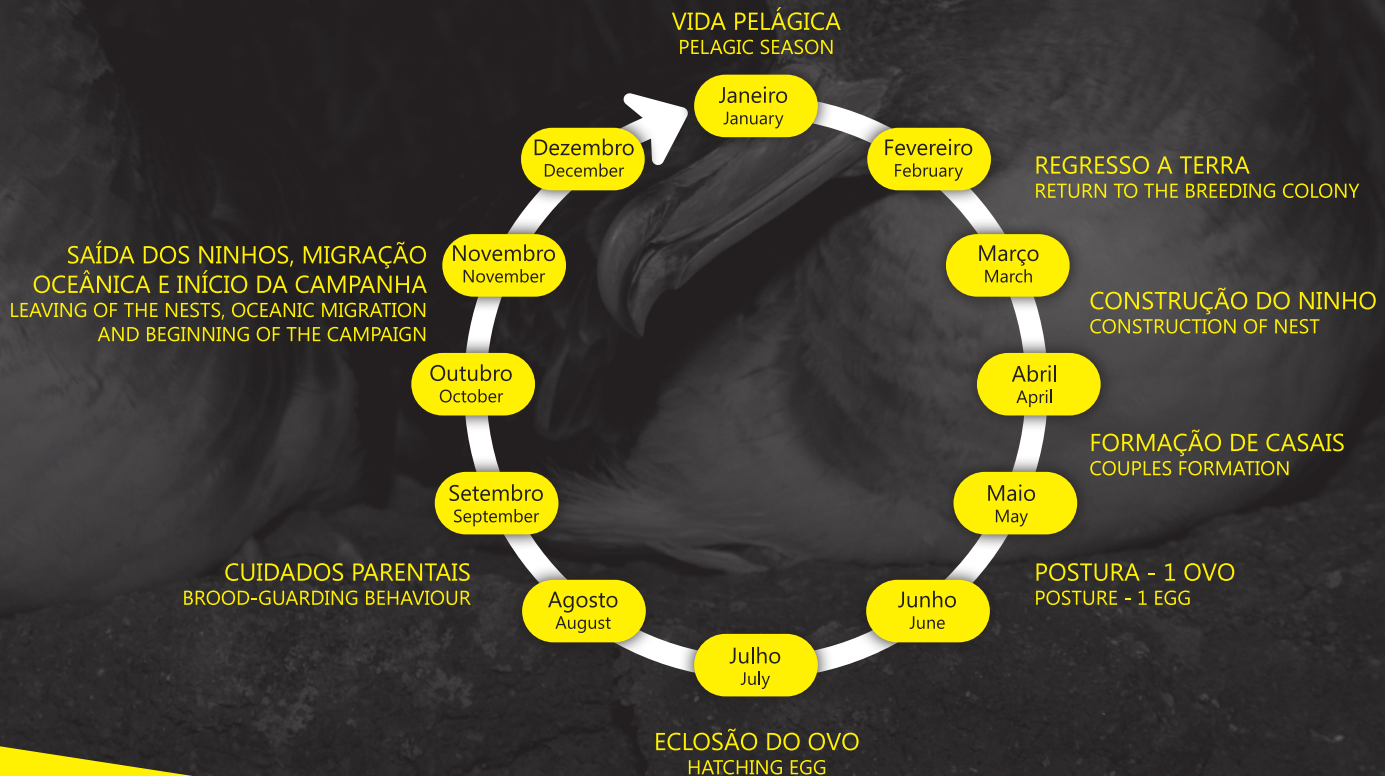 VIDA PELÁGICA
PELAGIC SEASON
Janeiro
January
Fevereiro
February
REGRESSO A TERRA
RETURN TO THE BREEDING COLONY
Março
March
CONSTRUÇÃO DO NINHO
CONSTRUCTION OF NEST
Abril
April
FORMAÇÃO DE CASAIS
COUPLES FORMATION
Maio
May
POSTURA - 1 OVO
POSTURE - 1 EGG
Junho
June
Julho
July
ECLOSÃO DO OVO
HATCHING EGG
Agosto
August
CUIDADOS PARENTAIS
BROOD-GUARDING BEHAVIOUR
Setembro
September
Outubro
October
SAÍDA DOS NINHOS, MIGRAÇÃO
OCEÂNICA E INÍCIO DA CAMPANHA
LEAVING OF THE NESTS, OCEANIC MIGRATION
AND BEGINNING OF THE CAMPAIGN
Novembro
November
Dezembro
December